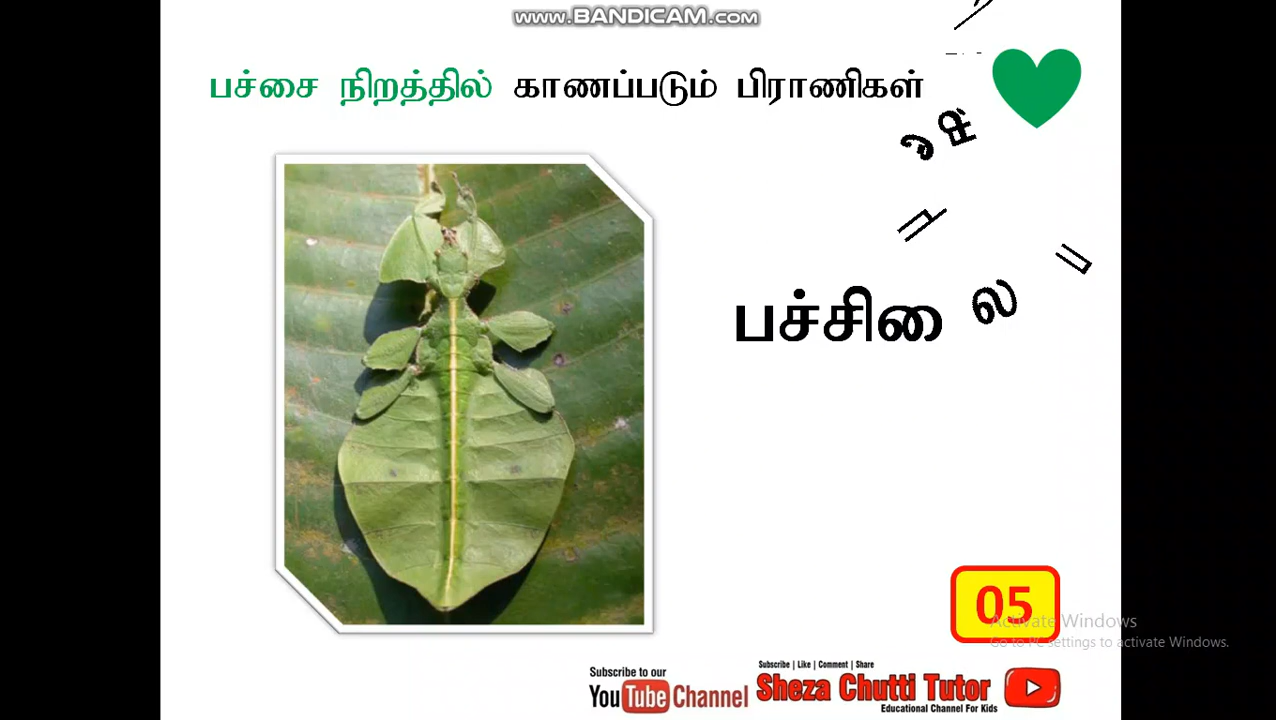 www.BANDICAM.com
பச்சை நிறத்தில் காணப்படும் பிராணிகள்
பச்சிலை
05
Activate Windows
Go to PC settings to activate Windows.
Subscribe to our
YouTube Channel
Subscribe | Like | Comment | Share
Sheza Chutti Tutor
Educational Channel For Kids